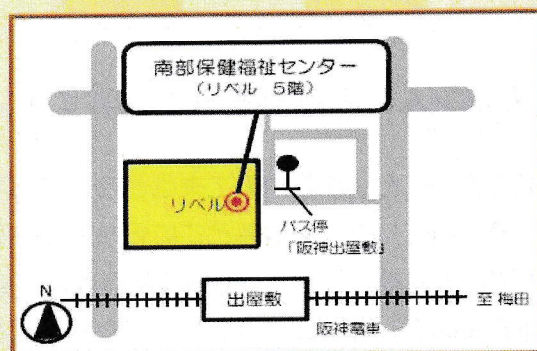 南部保健福祉センター
(リベル 5階)
リベル
バス停
「阪神出屋敷」
N
出屋敷
至 梅田
阪神電車